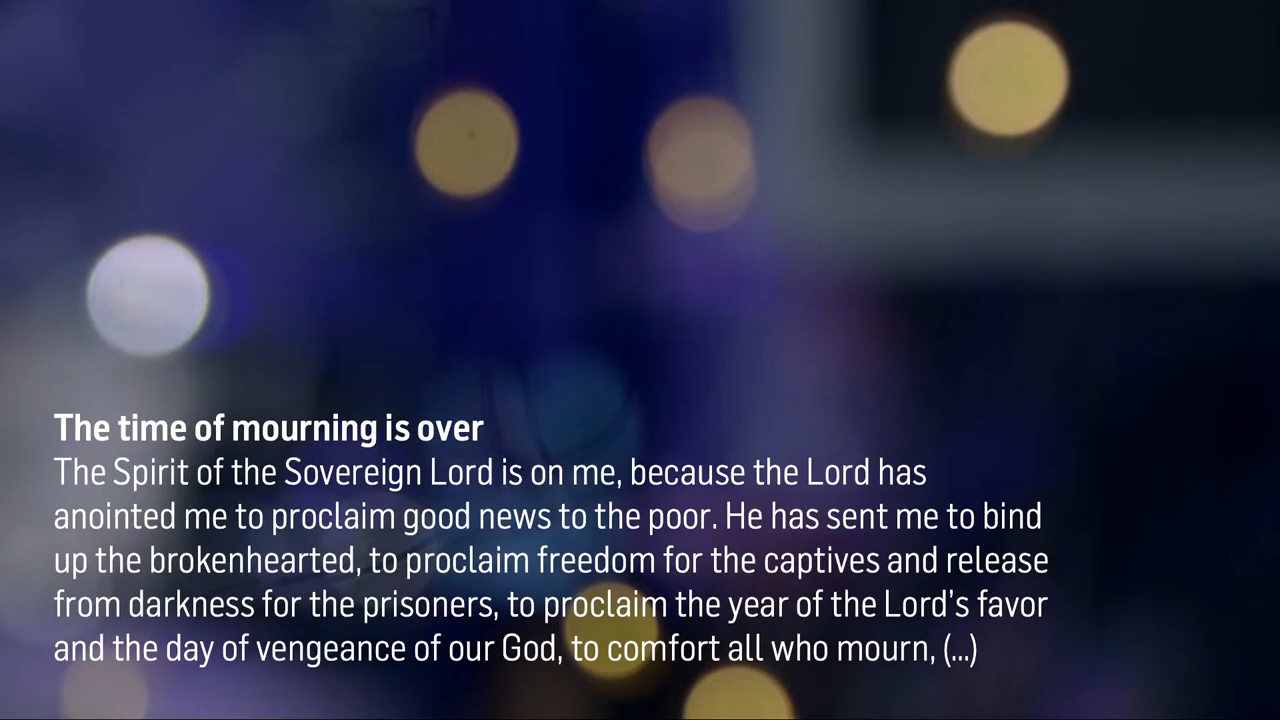 The time of mourning is over
The Spirit of the Sovereign Lord is on me, because the Lord has
anointed me to proclaim good news to the poor. He has sent me to bind
up the brokenhearted, to proclaim freedom for the captives and release
from darkness for the prisoners, to proclaim the year of the Lord’s favor
and the day of vengeance of our God, to comfort all who mourn, (...)